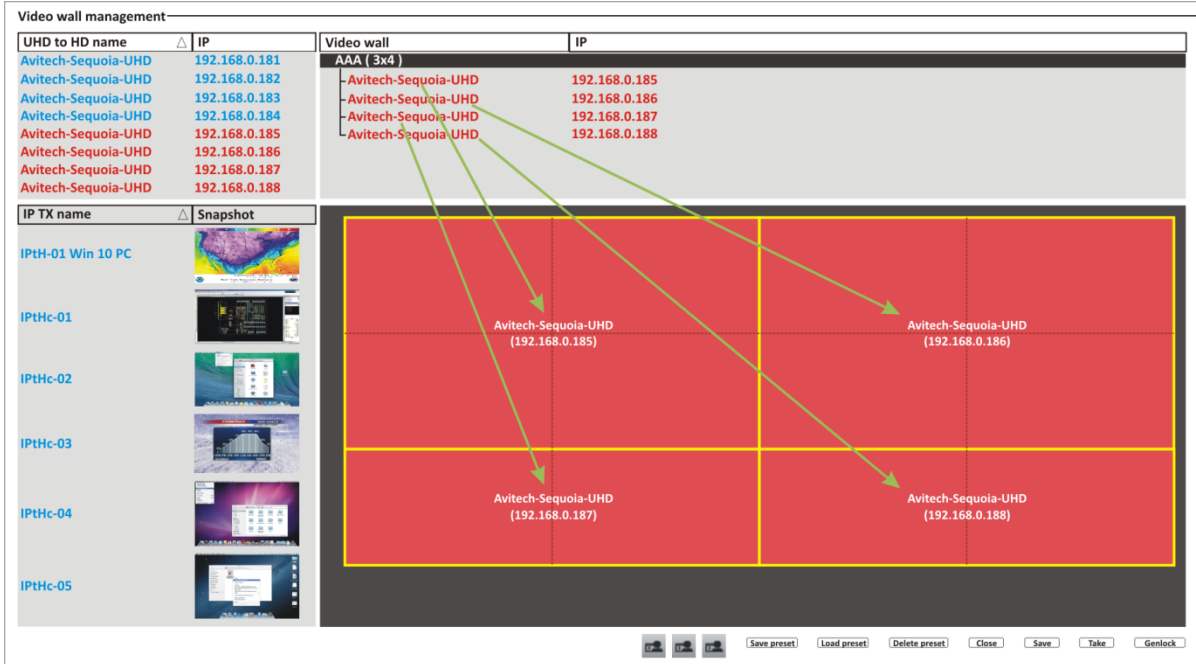 Video wall management
UHD to HD name IP
Avitech-Sequoia-UHD 192.168.0.181
Avitech-Sequoia-UHD 192.168.0.182
Avitech-Sequoia-UHD 192.168.0.183
Avitech-Sequoia-UHD 192.168.0.184
Avitech-Sequoia-UHD 192.168.0.185
Avitech-Sequoia-UHD 192.168.0.186
Avitech-Sequoia-UHD 192.168.0.187
Avitech-Sequoia-UHD 192.168.0.188
Video wall IP
AAA ( 3x4 )
Avitech-Sequoia-UHD 192.168.0.185
Avitech-Sequoia-UHD 192.168.0.186
Avitech-Sequoia-UHD 192.168.0.187
Avitech-Sequoia-UHD 192.168.0.188
IP TX name Snapshot
IPtH-01 Win 10 PC
IPtHc-01
IPtHc-02
IPtHc-03
IPtHc-04
IPtHc-05
Avitech-Sequoia-UHD
(192.168.0.185)
Avitech-Sequoia-UHD
(192.168.0.186)
Avitech-Sequoia-UHD
(192.168.0.187)
Avitech-Sequoia-UHD
(192.168.0.188)
Save preset Load preset Delete preset Close Save Take Genlock